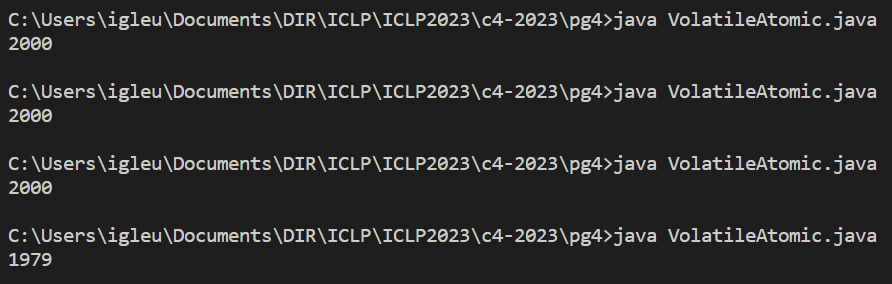 C:\Users\igleu\Documents\DIR\ICLP\ICLP2023\c4-2023\pg4>java VolatileAtomic.java
2000
C:\Users\igleu\Documents\DIR\ICLP\ICLP2023\c4-2023\pg4>java VolatileAtomic.java
2000
C:\Users\igleu\Documents\DIR\ICLP\ICLP2023\c4-2023\pg4>java VolatileAtomic.java
2000
C:\Users\igleu\Documents\DIR\ICLP\ICLP2023\c4-2023\pg4>java VolatileAtomic.java
1979